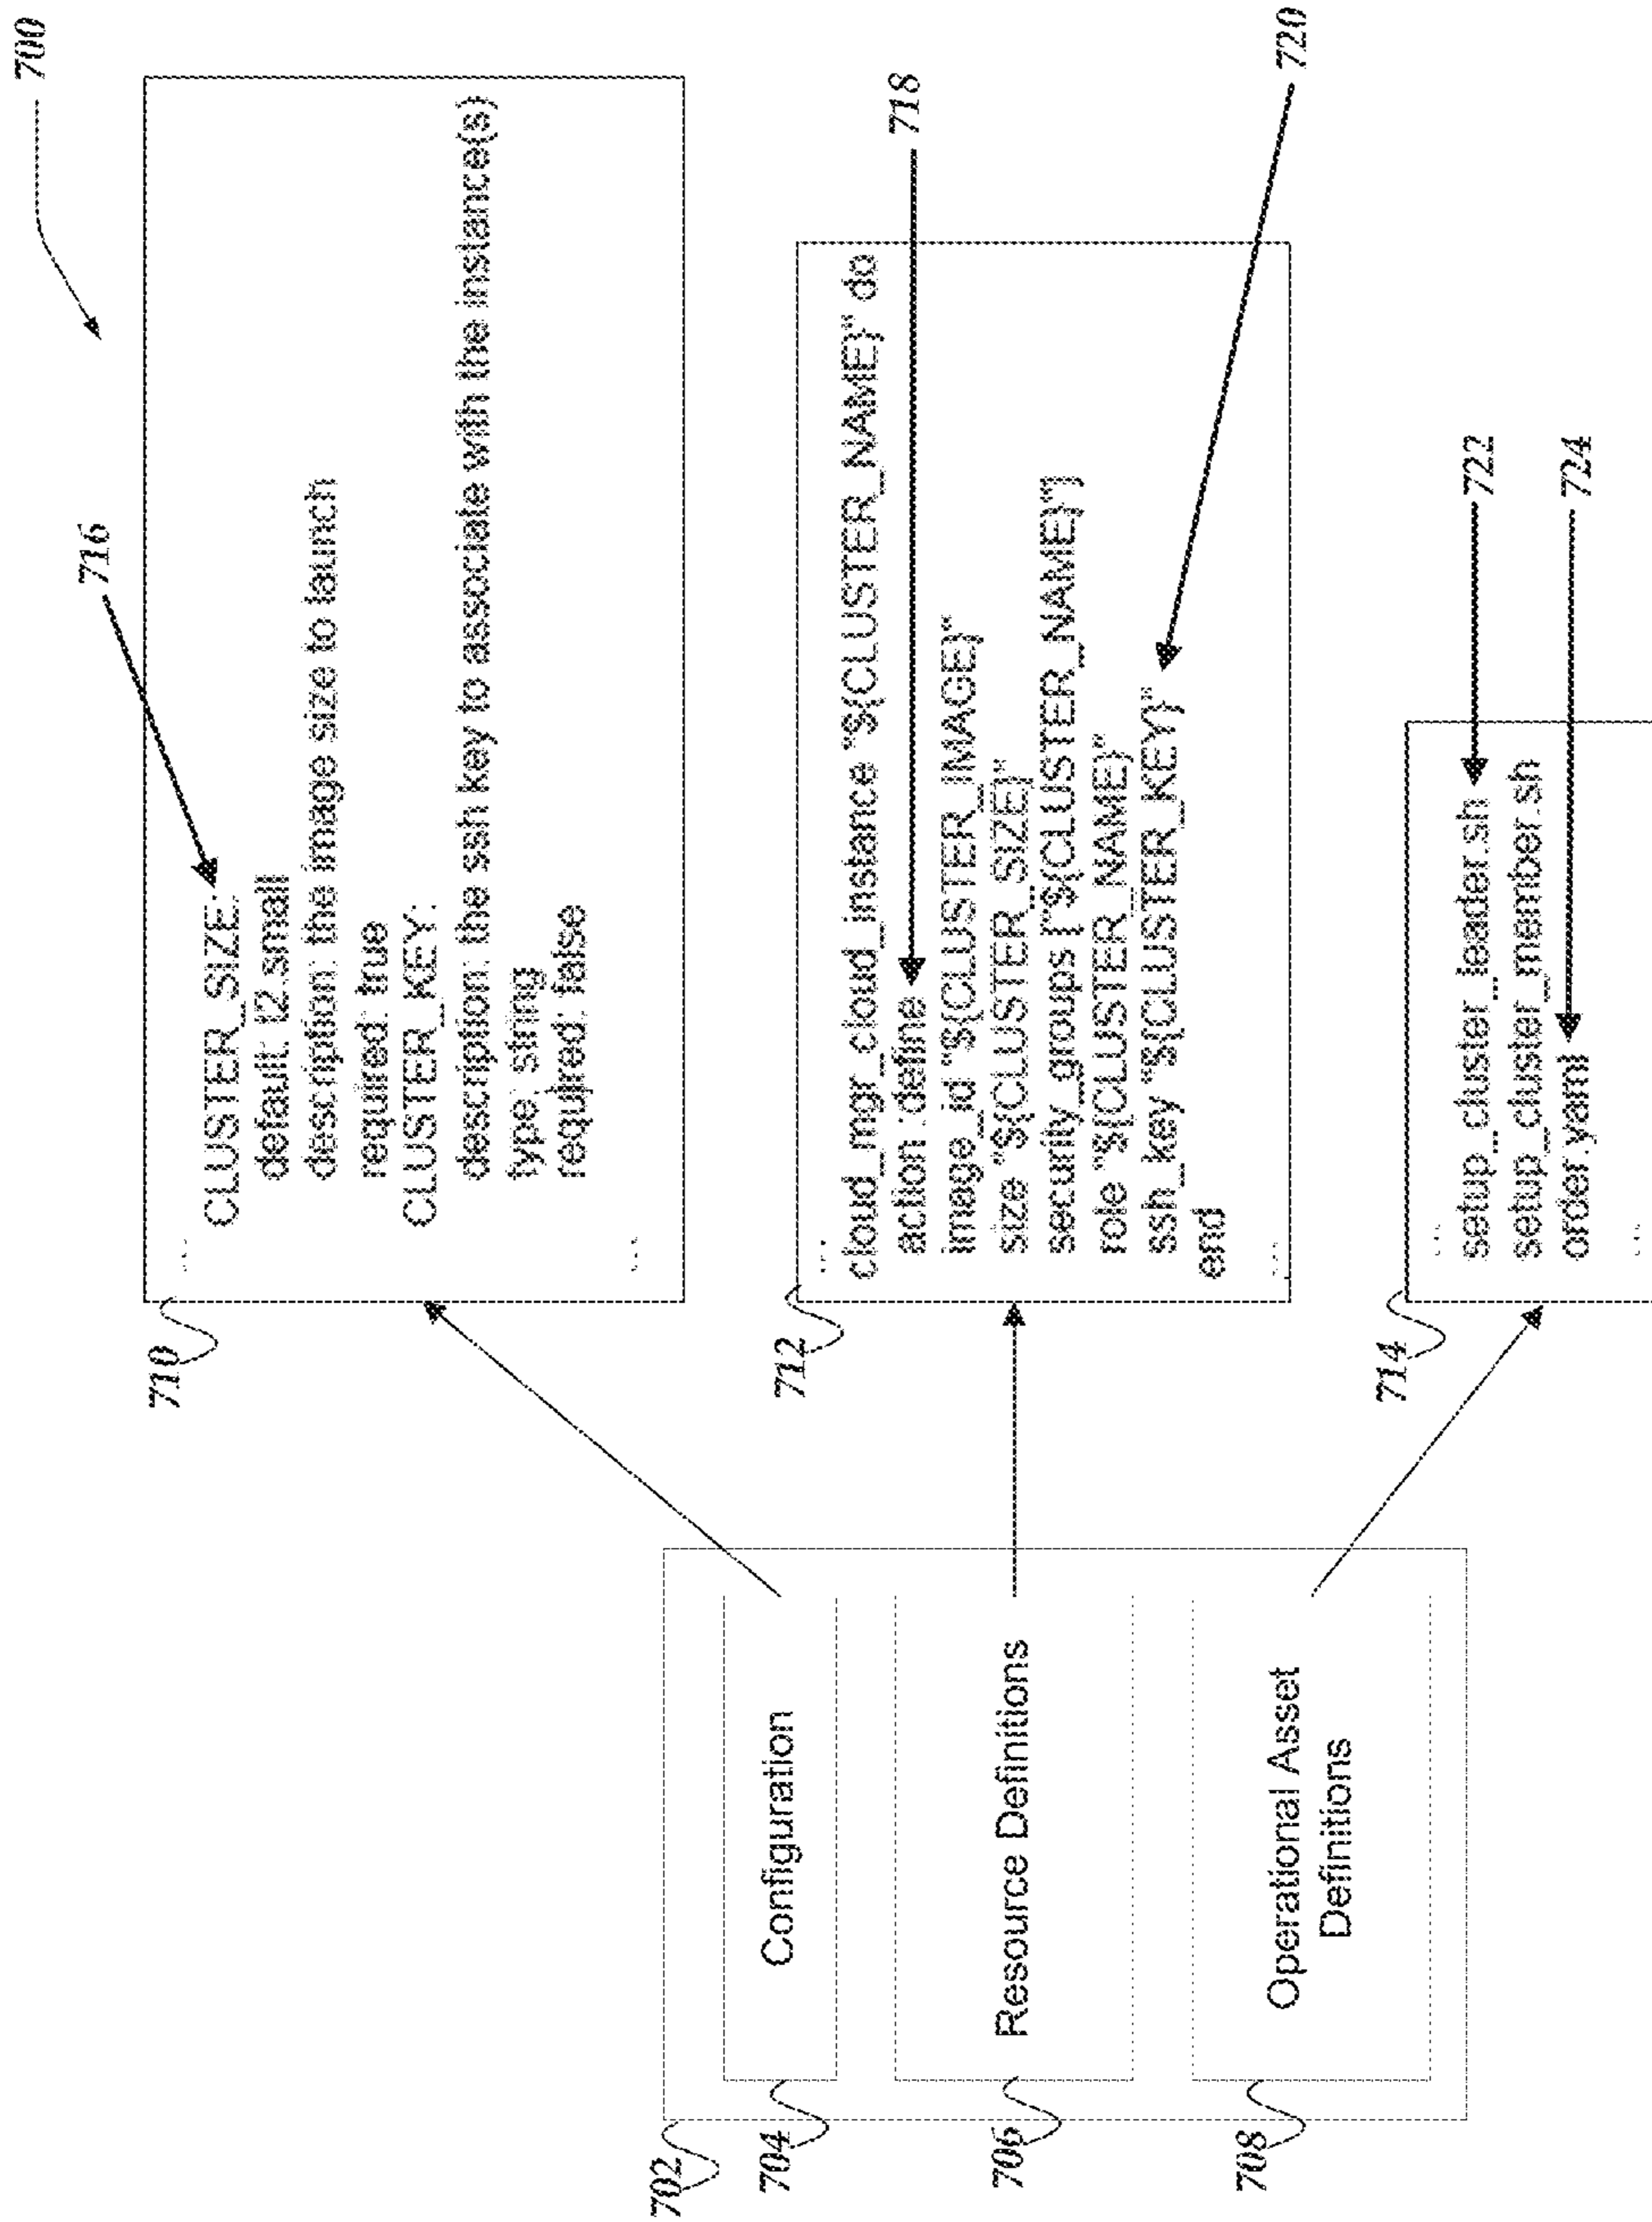 700
716
710
...
CLUSTER_SIZE:
default: t2.small
description: the image size to launch
required: true
CLUSTER_KEY:
description: the ssh key to associate with the instance(s)
type: string
required: false
...
702
704
Configuration
706
Resource Definitions
708
Operational Asset
Definitions
712
...
cloud_mgr_cloud_instance "${CLUSTER_NAME}" do
action :define
image_id "${CLUSTER_IMAGE}"
size "${CLUSTER_SIZE}"
security_groups ["${CLUSTER_NAME}"]
role "${CLUSTER_NAME}"
ssh_key "${CLUSTER_KEY}"
end
...
718
720
714
...
setup_cluster_leader.sh
setup_cluster_member.sh
order.yaml
...
722
724